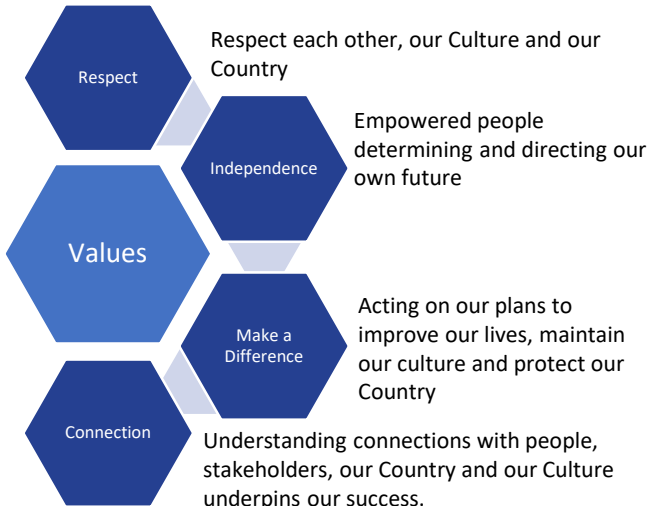 Respect
Respect each other, our Culture and our
Country
Independence
Empowered people
determining and directing our
own future
Values
Make a
Difference
Acting on our plans to
improve our lives, maintain
our culture and protect our
Country
Connection
Understanding connections with people,
stakeholders, our Country and our Culture
underpins our success.